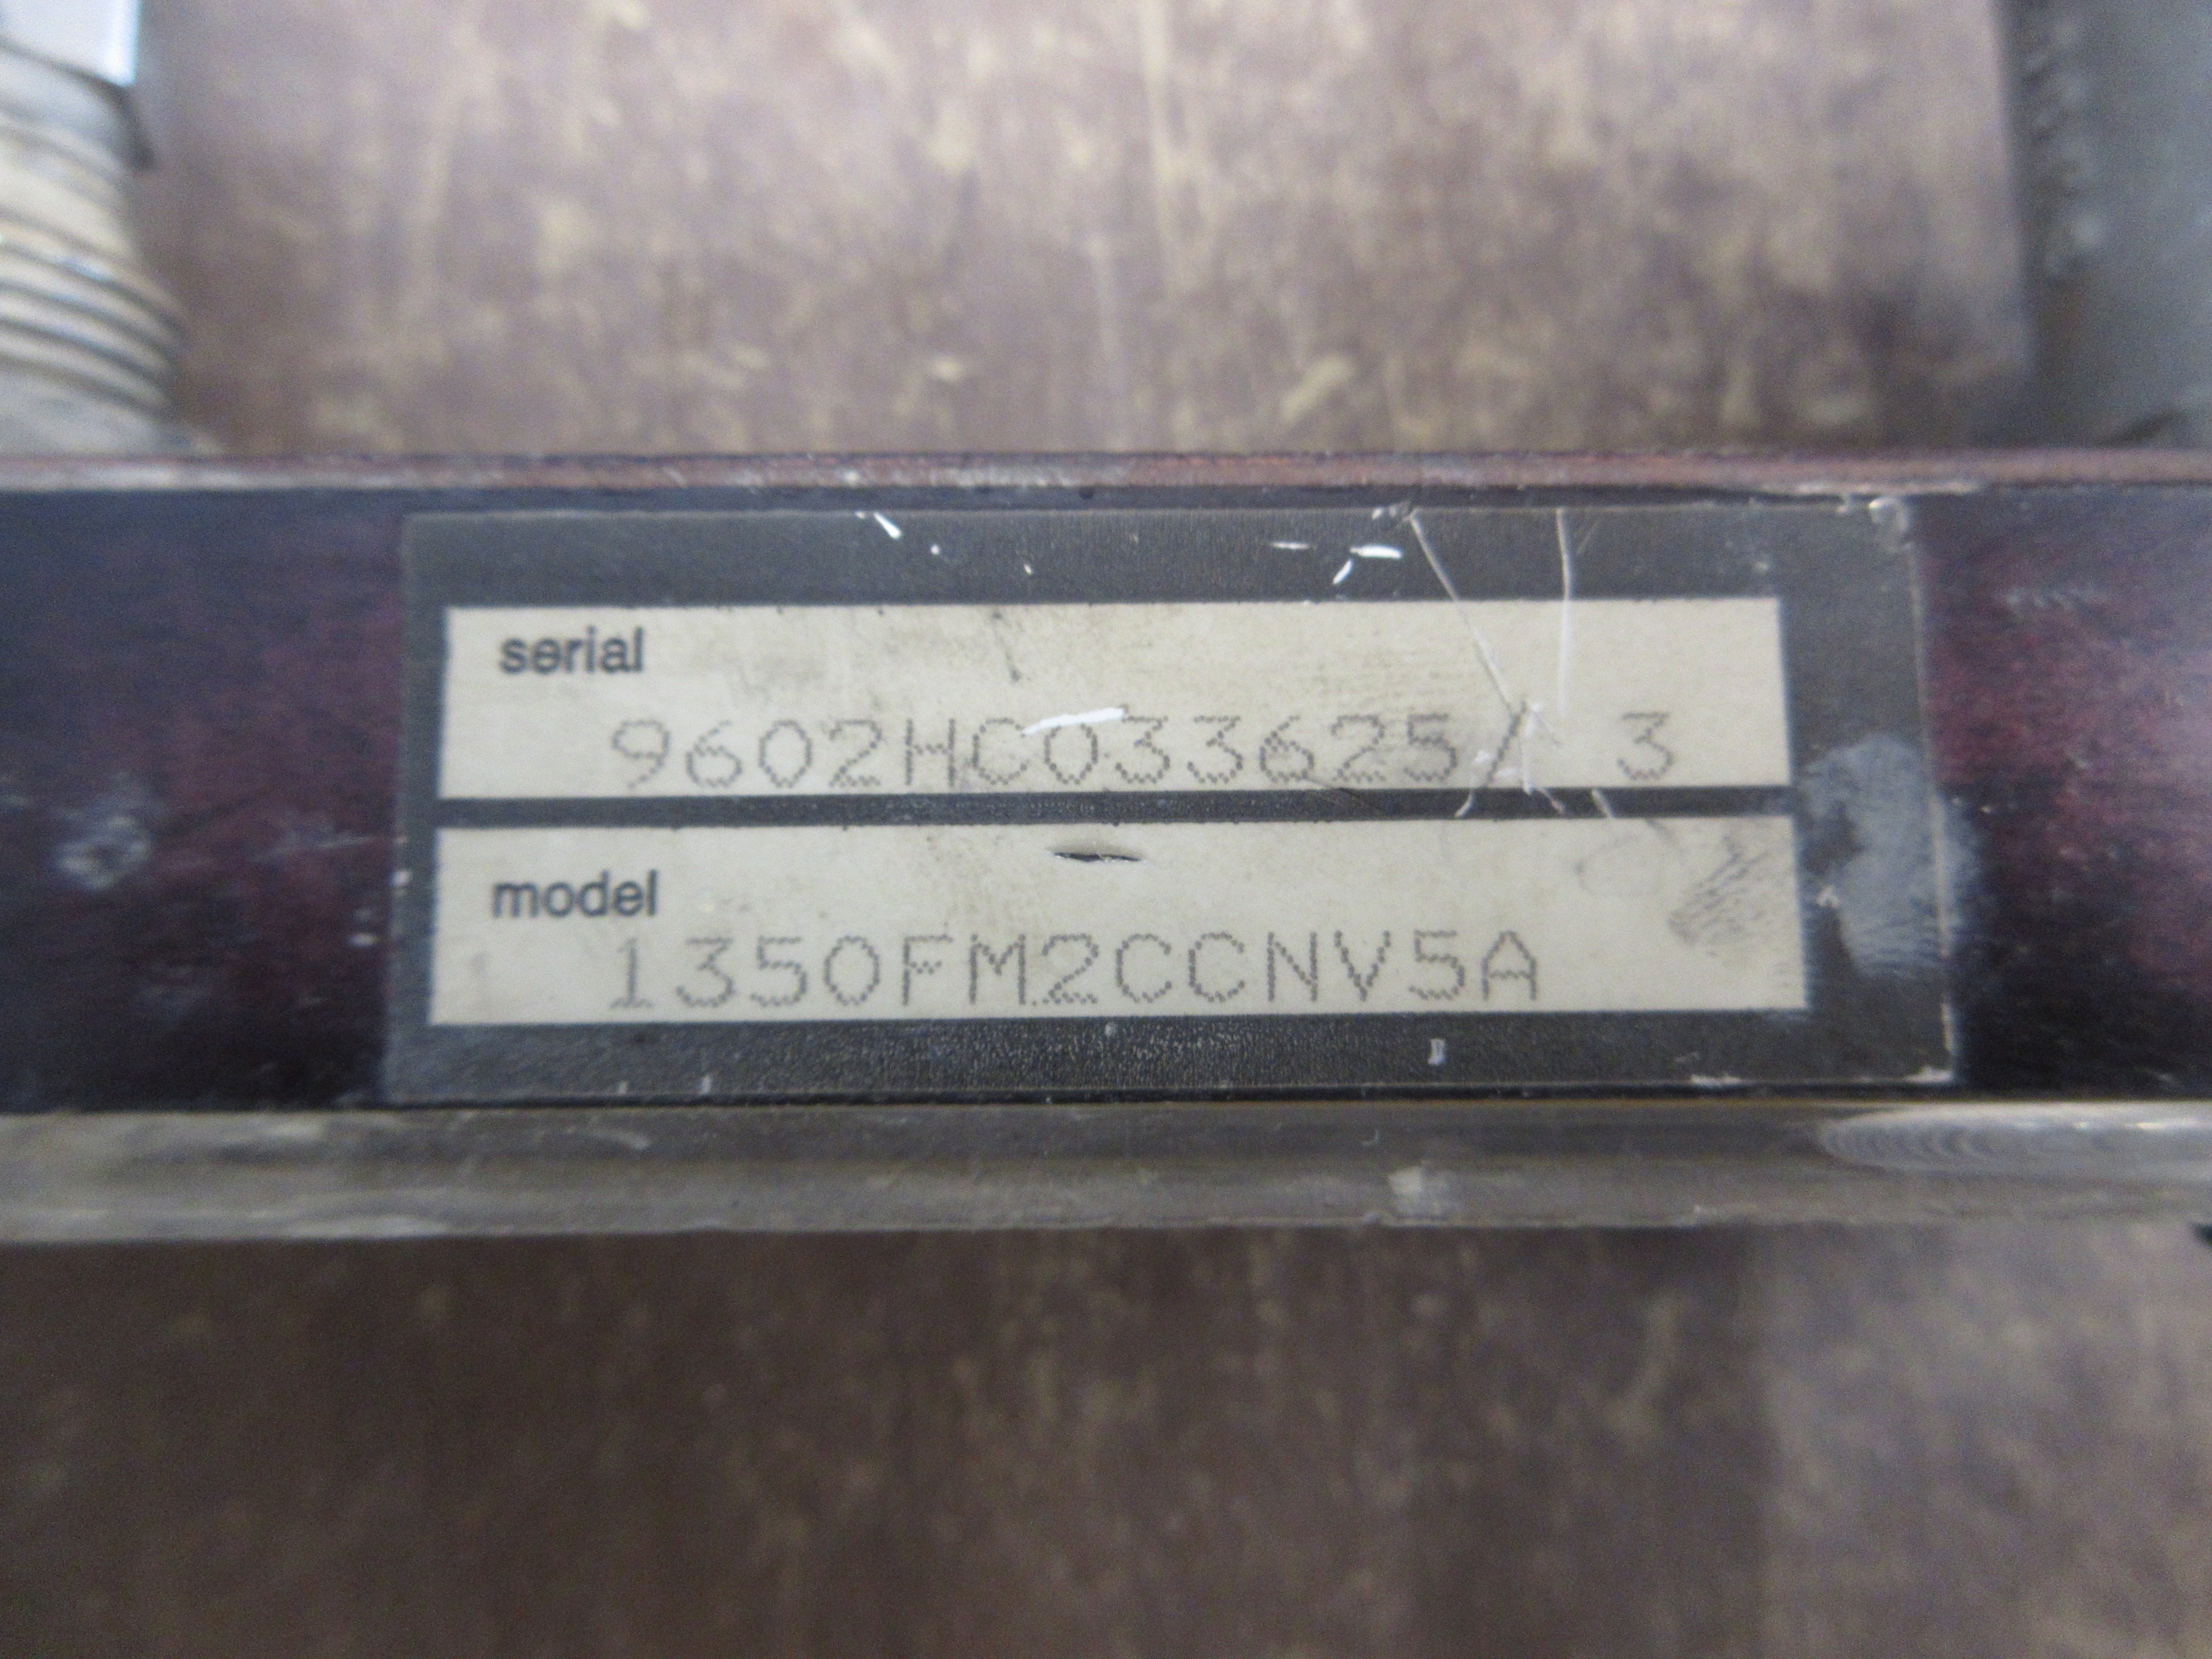 serial
9602HC033625/ 3
model
1350FM2CCNV5A